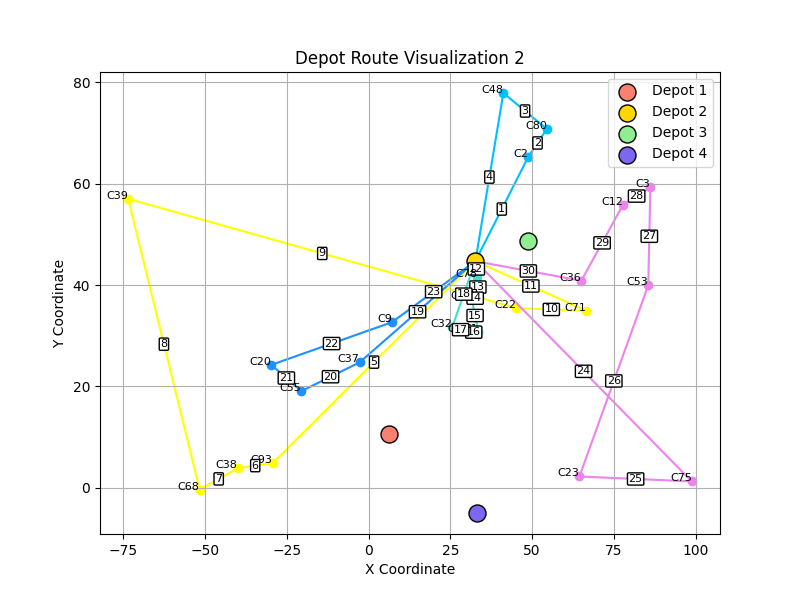 Depot Route Visualization 2
80
60
40
20
0
−75
−50
−25
0
25
50
75
100
Y Coordinate
X Coordinate
Depot 1
Depot 2
Depot 3
Depot 4
C48
3
C80
2
C2
4
1
C3
28
C12
27
29
C39
9
12
C78
30
C36
C53
13
11
23
18
C22
10
C71
19
15
C9
C32
17
16
8
22
C20
C37
5
21
20
C55
24
26
C93
C38
6
7
C68
C23
25
C75